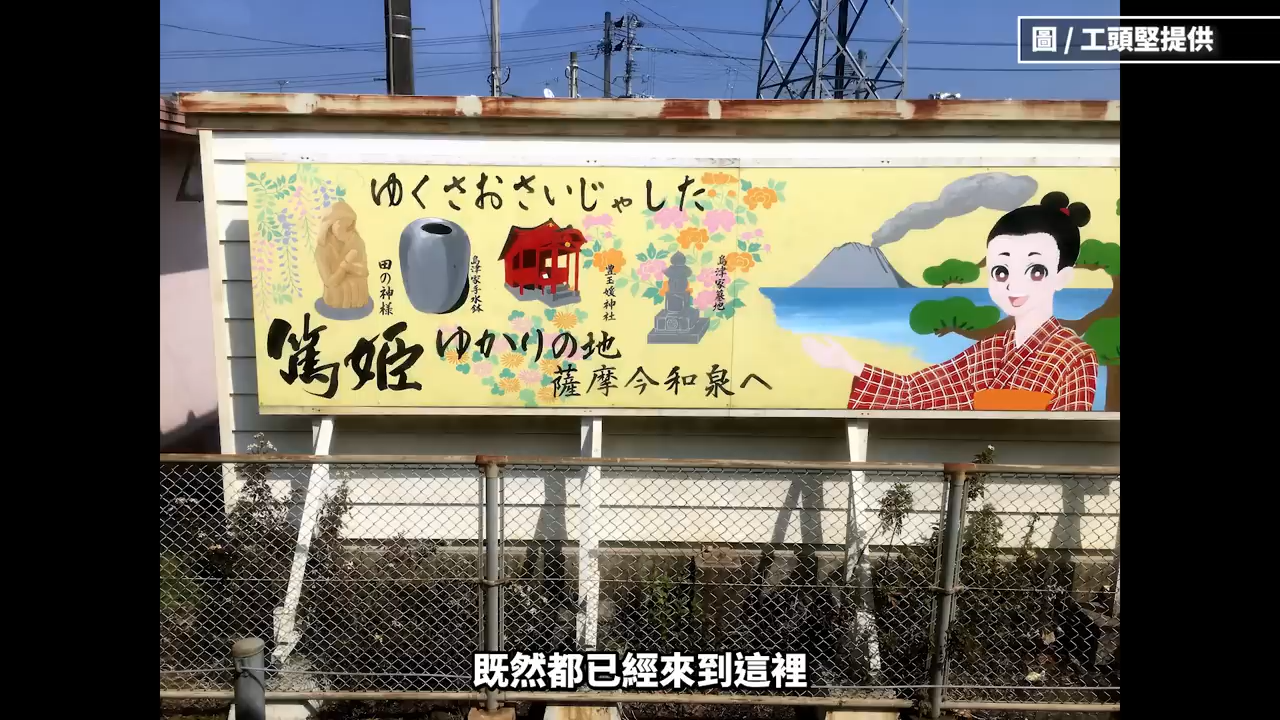 圖 / 工頭堅提供
ゆくさおさいじゃした
田の神様
島津家手水鉢
豊玉媛神社
島津家墓地
篤姫ゆかりの地
薩摩今和泉へ
既然都已經來到這裡